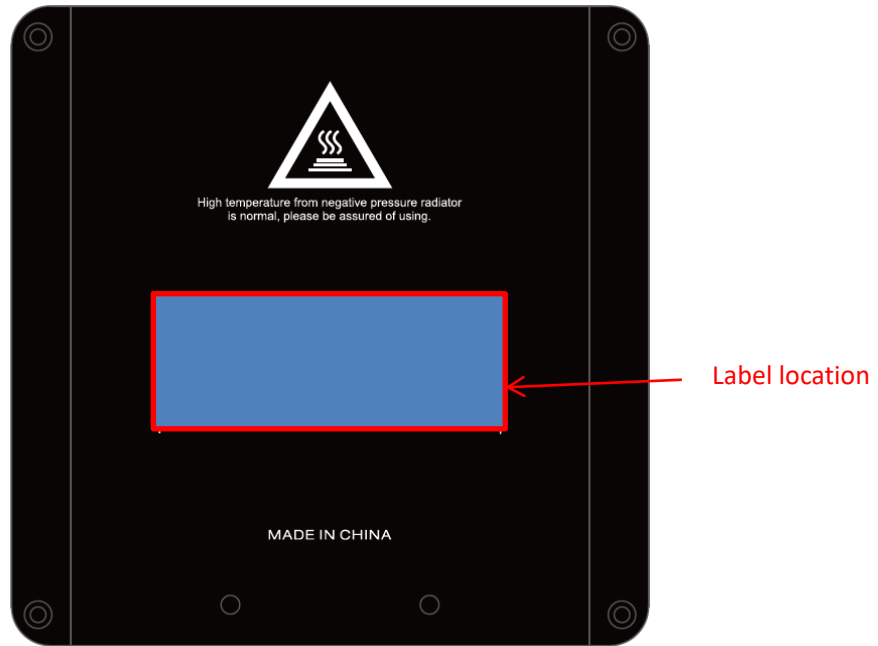 High temperature from negative pressure radiator
is normal, please be assured of using.
Label location
MADE IN CHINA